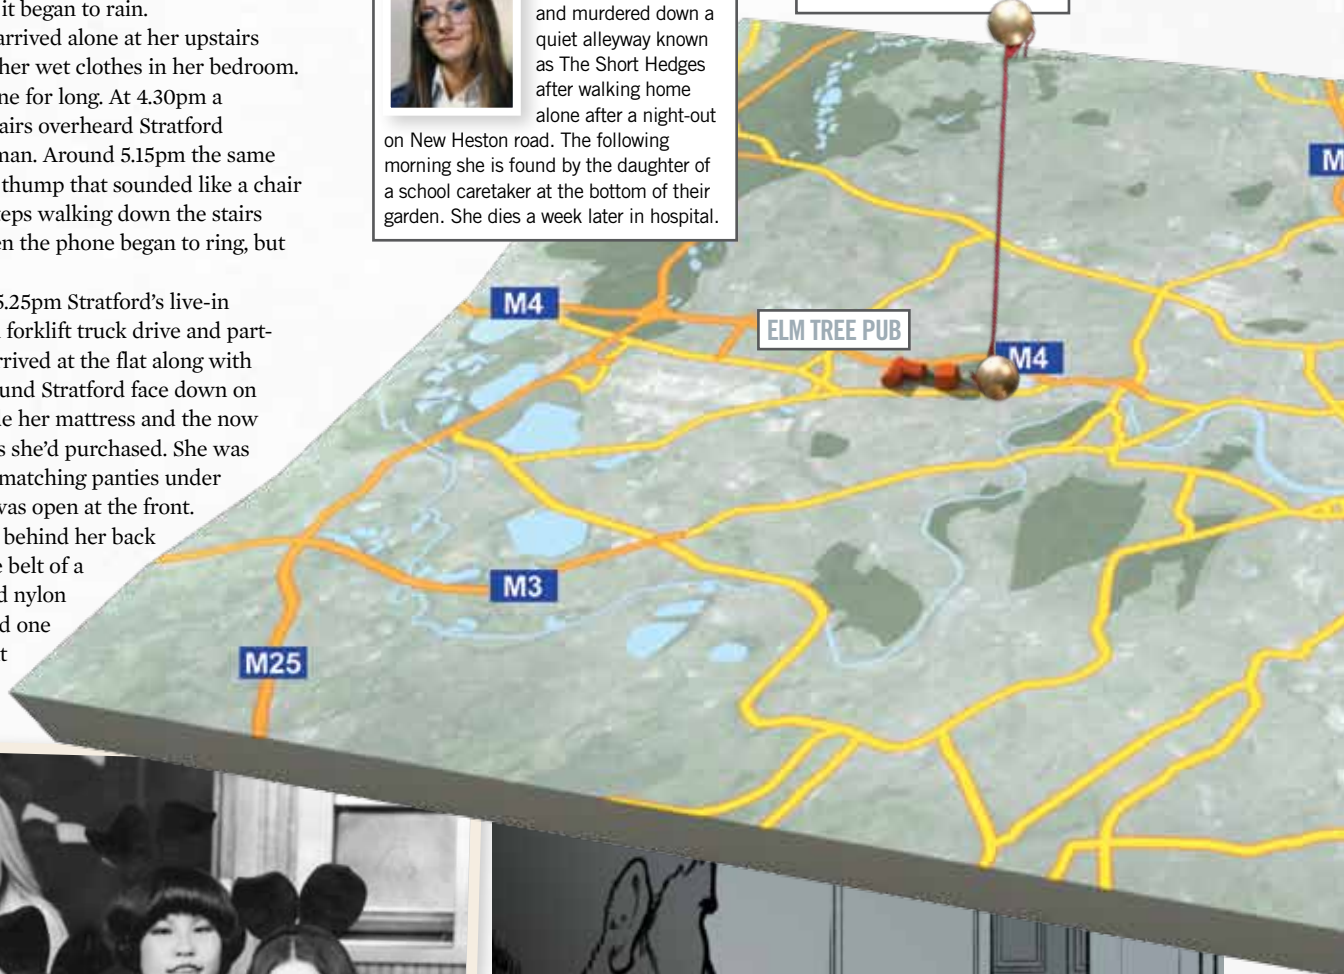 it began to rain.
arrived alone at her upstairs
her wet clothes in her bedroom.
ne for long. At 4.30pm a
airs overheard Stratford
man. Around 5.15pm the same
thump that sounded like a chair
teps walking down the stairs
en the phone began to ring, but
5.25pm Stratford’s live-in
forklift truck drive and part-
rrived at the flat along with
und Stratford face down on
e her mattress and the now
s she’d purchased. She was
matching panties under
was open at the front.
behind her back
e belt of a
d nylon
d one
t
and murdered down a
quiet alleyway known
as The Short Hedges
after walking home
alone after a night-out
on New Heston road. The following
morning she is found by the daughter of
a school caretaker at the bottom of their
garden. She dies a week later in hospital.
M
M4
ELM TREE PUB
M4
M3
M25